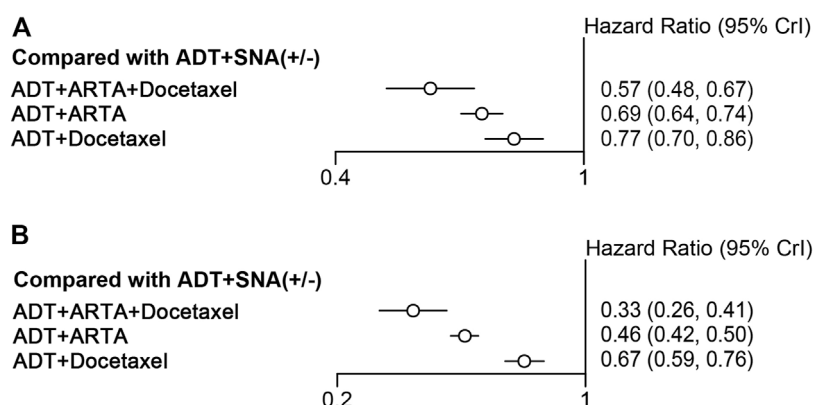 A
Hazard Ratio (95% CrI)
Compared with ADT+SNA(+/-)
ADT+ARTA+Docetaxel 0.57 (0.48, 0.67)
ADT+ARTA 0.69 (0.64, 0.74)
ADT+Docetaxel 0.77 (0.70, 0.86)
0.4 1
B
Hazard Ratio (95% CrI)
Compared with ADT+SNA(+/-)
ADT+ARTA+Docetaxel 0.33 (0.26, 0.41)
ADT+ARTA 0.46 (0.42, 0.50)
ADT+Docetaxel 0.67 (0.59, 0.76)
0.2 1